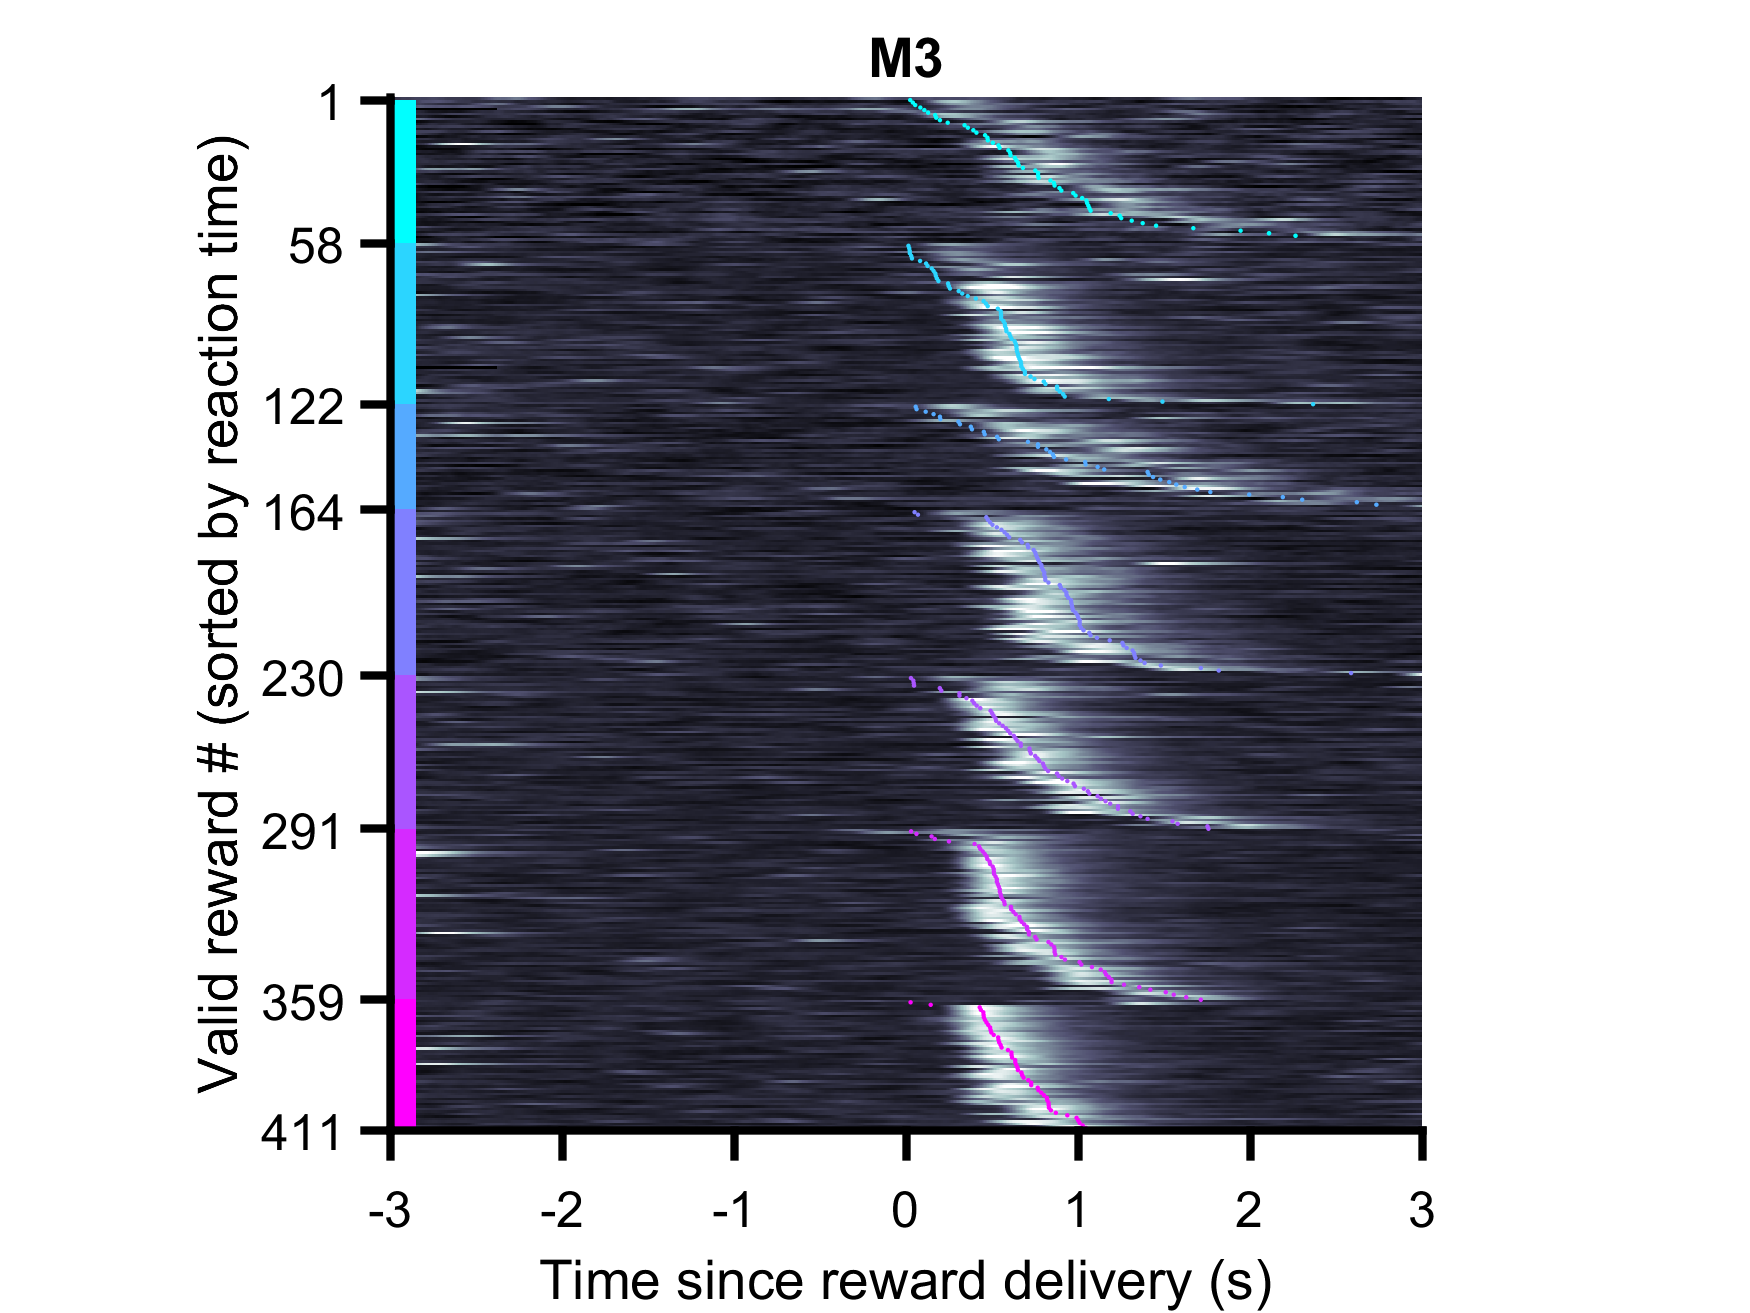 M3
Valid reward # (sorted by reaction time)
1
58
122
164
230
291
359
411
-3 -2 -1 0 1 2 3
Time since reward delivery (s)